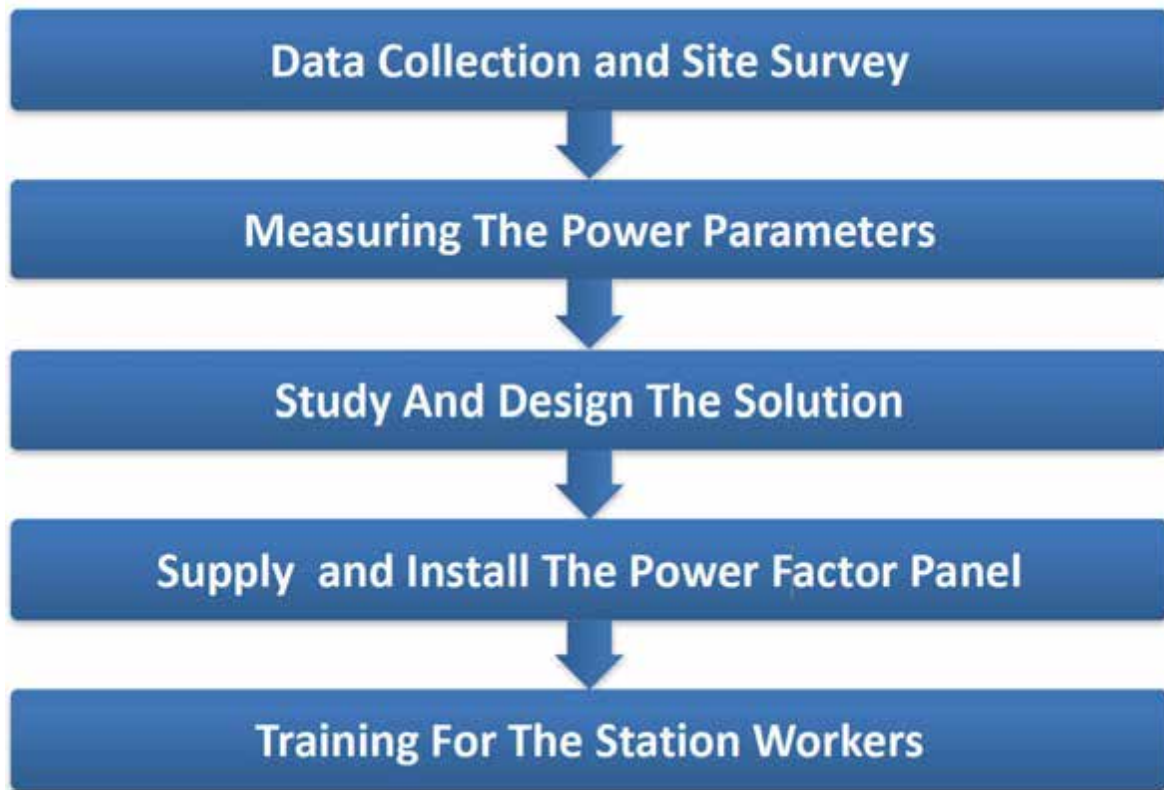 Data Collection and Site Survey
Measuring The Power Parameters
Study And Design The Solution
Supply  and Install The Power Factor Panel
Training For The Station Workers